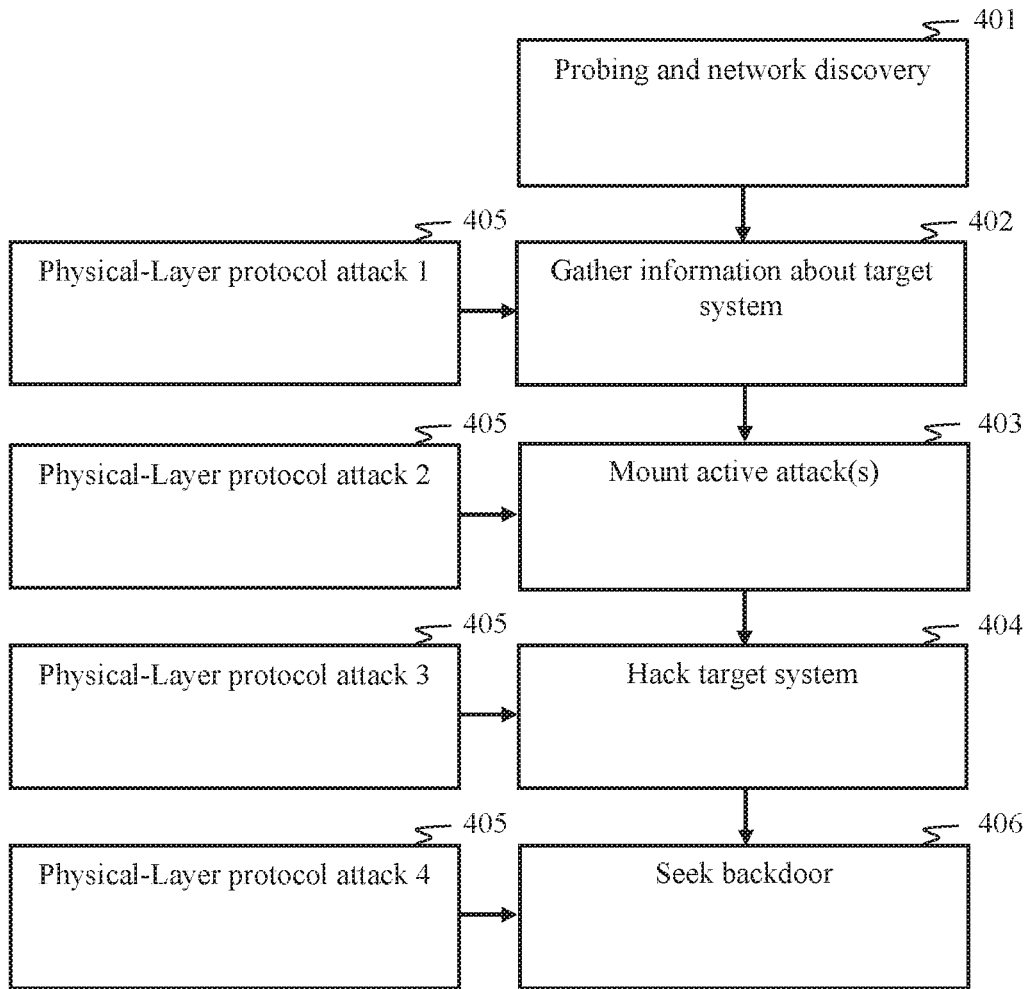 401
Probing and network discovery
405
Physical-Layer protocol attack 1
402
Gather information about target
system
405
Physical-Layer protocol attack 2
403
Mount active attack(s)
405
Physical-Layer protocol attack 3
404
Hack target system
405
Physical-Layer protocol attack 4
406
Seek backdoor